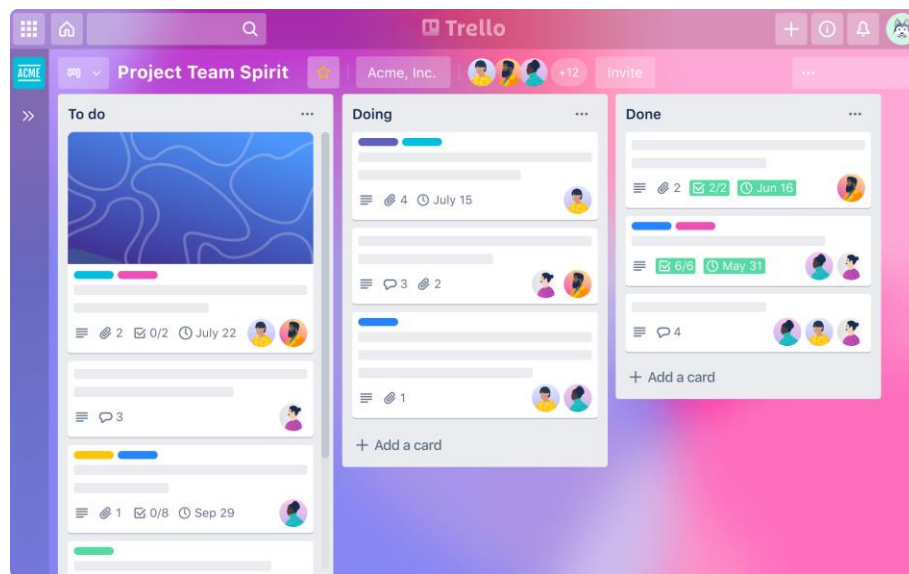 Trello
ACME
Project Team Spirit
Acme, Inc.
+12
Invite
To do
2 0/2 July 22
3
1 0/8 Sep 29
Doing
4 July 15
3 2
1
+ Add a card
Done
2 2/2 Jun 16
6/6 May 31
4
+ Add a card